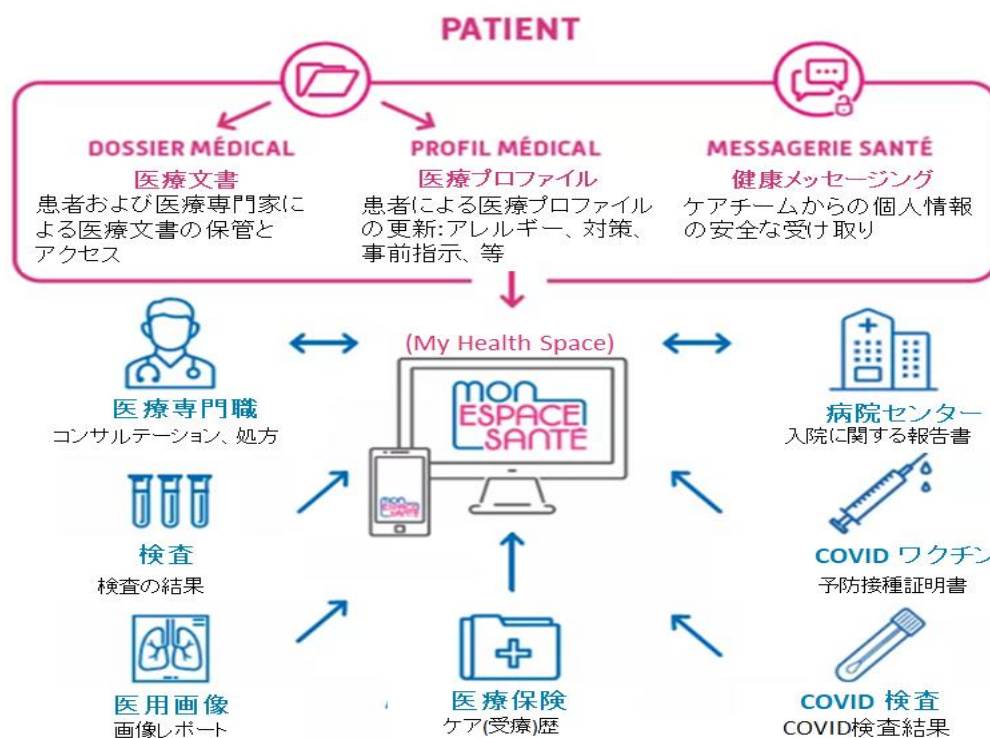 PATIENT
DOSSIER MÉDICAL
医療文書
患者および医療専門家に
よる医療文書の保管と
アクセス
PROFIL MÉDICAL
医療プロファイル
患者による医療プロファイル
の更新:アレルギー、対策、
事前指示、等
MESSAGERIE SANTÉ
健康メッセージング
ケアチームからの個人情報
の安全な受け取り
(My Health Space)
mon
ESPACE
SANTÉ
mon
ESPACE
SANTÉ
医療専門職
コンサルテーション、処方
病院センター
入院に関する報告書
検査
検査の結果
COVID ワクチン
予防接種証明書
医用画像
画像レポート
医療保険
ケア(受療)歴
COVID 検査
COVID検査結果